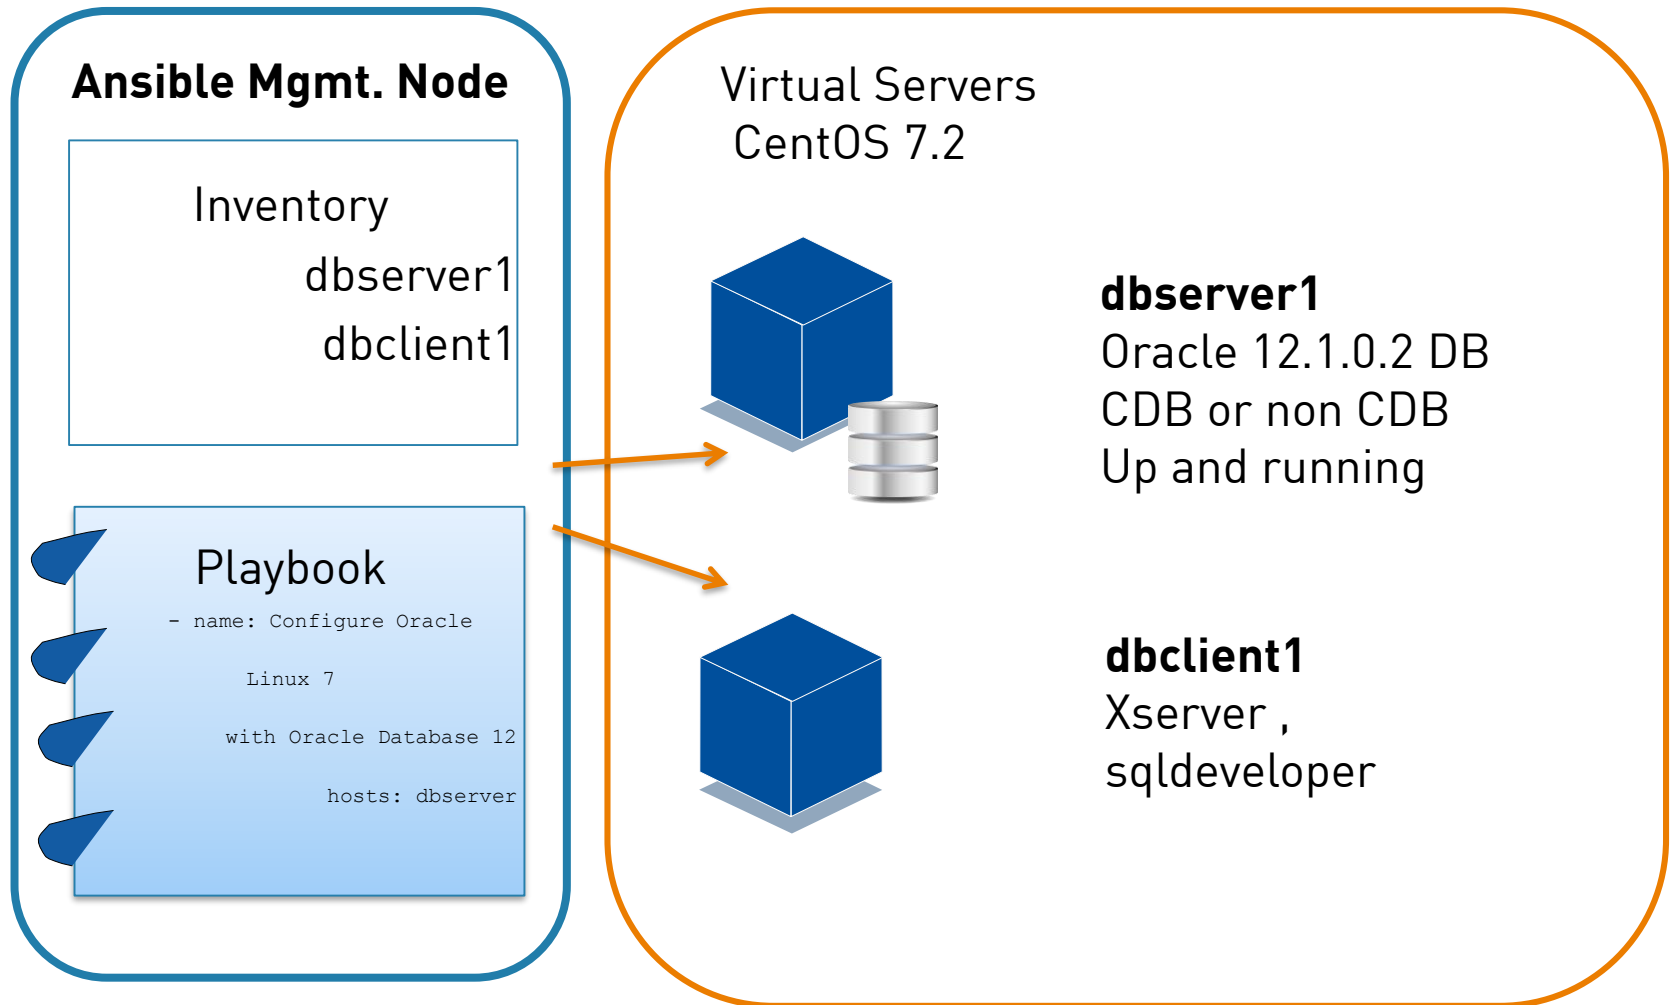 Ansible Mgmt. Node
Inventory
dbserver1
dbclient1
Playbook
- name: Configure Oracle
Linux 7
with Oracle Database 12
hosts: dbserver
Virtual Servers
CentOS 7.2
dbserver1
Oracle 12.1.0.2 DB
CDB or non CDB
Up and running
dbclient1
Xserver ,
sqldeveloper